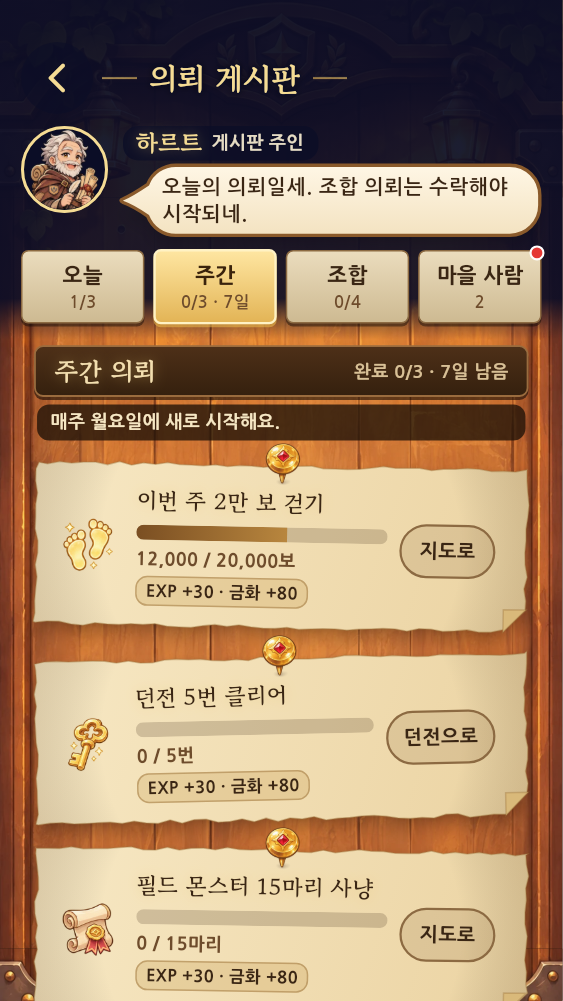 의뢰 게시판
하르트 게시판 주인
오늘의 의뢰일세. 조합 의뢰는 수락해야
시작되네.
오늘
1/3
주간
0/3 · 7일
조합
0/4
마을 사람
2
주간 의뢰
완료 0/3 · 7일 남음
매주 월요일에 새로 시작해요.
이번 주 2만 보 걷기
12,000 / 20,000보
EXP +30 · 금화 +80
지도로
던전 5번 클리어
0 / 5번
EXP +30 · 금화 +80
던전으로
필드 몬스터 15마리 사냥
0 / 15마리
EXP +30 · 금화 +80
지도로